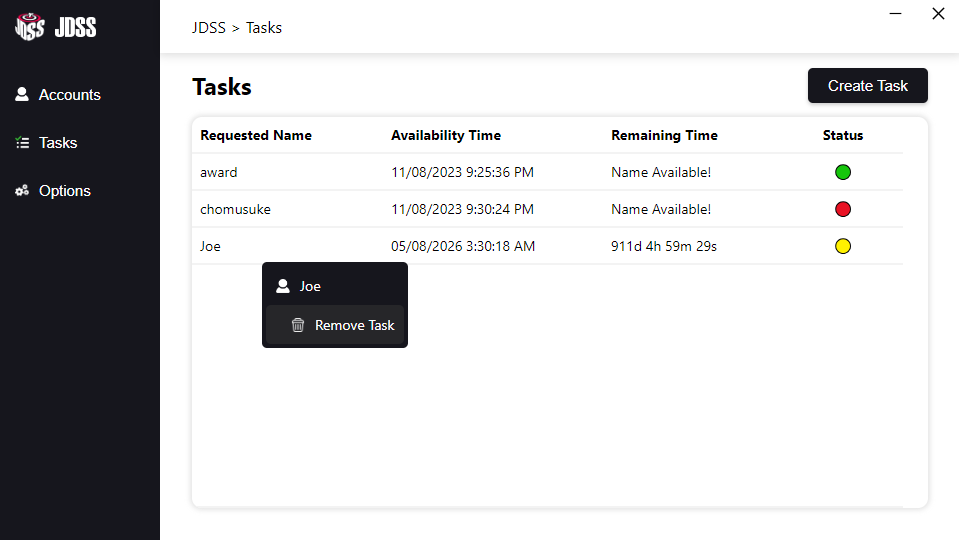 JDSS JDSS
JDSS > Tasks
Accounts
Tasks
Options
Tasks
Create Task
Requested Name Availability Time Remaining Time Status
award 11/08/2023 9:25:36 PM Name Available!
chomusuke 11/08/2023 9:30:24 PM Name Available!
Joe 05/08/2026 3:30:18 AM 911d 4h 59m 29s
Joe
Remove Task